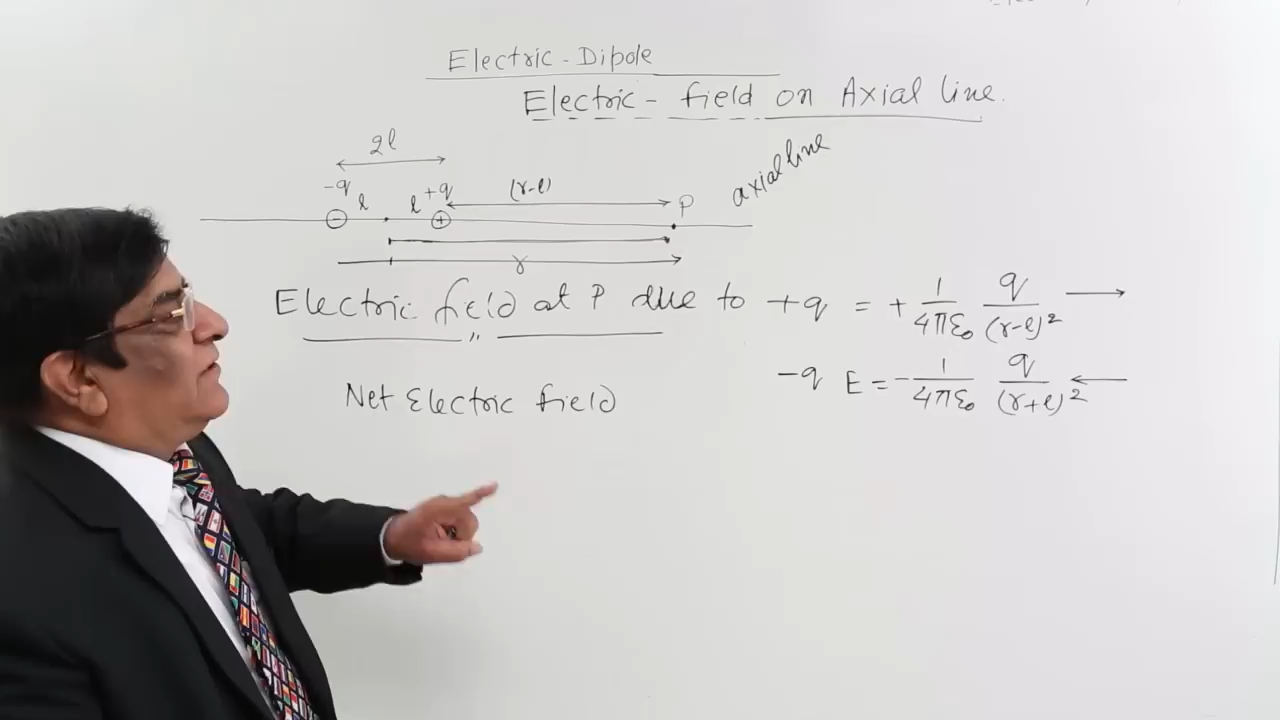 Electric - Dipole
Electric - field on Axial line.
2l
-q l l +q (r-l) P axial line
⊖ ⊕
r
Electric field at P due to +q = + 1/4πε₀ q/(r-l)² →
" -q E = - 1/4πε₀ q/(r+l)² ←
Net Electric field